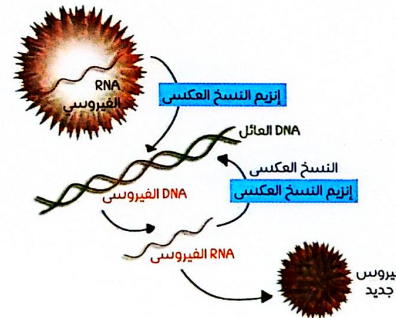 RNA
الفيروسي
إنزيم النسخ العكسي
DNA العائل
النسخ العكسي
إنزيم النسخ العكسي
DNA الفيروسي
RNA الفيروسي
فيروس
جديد